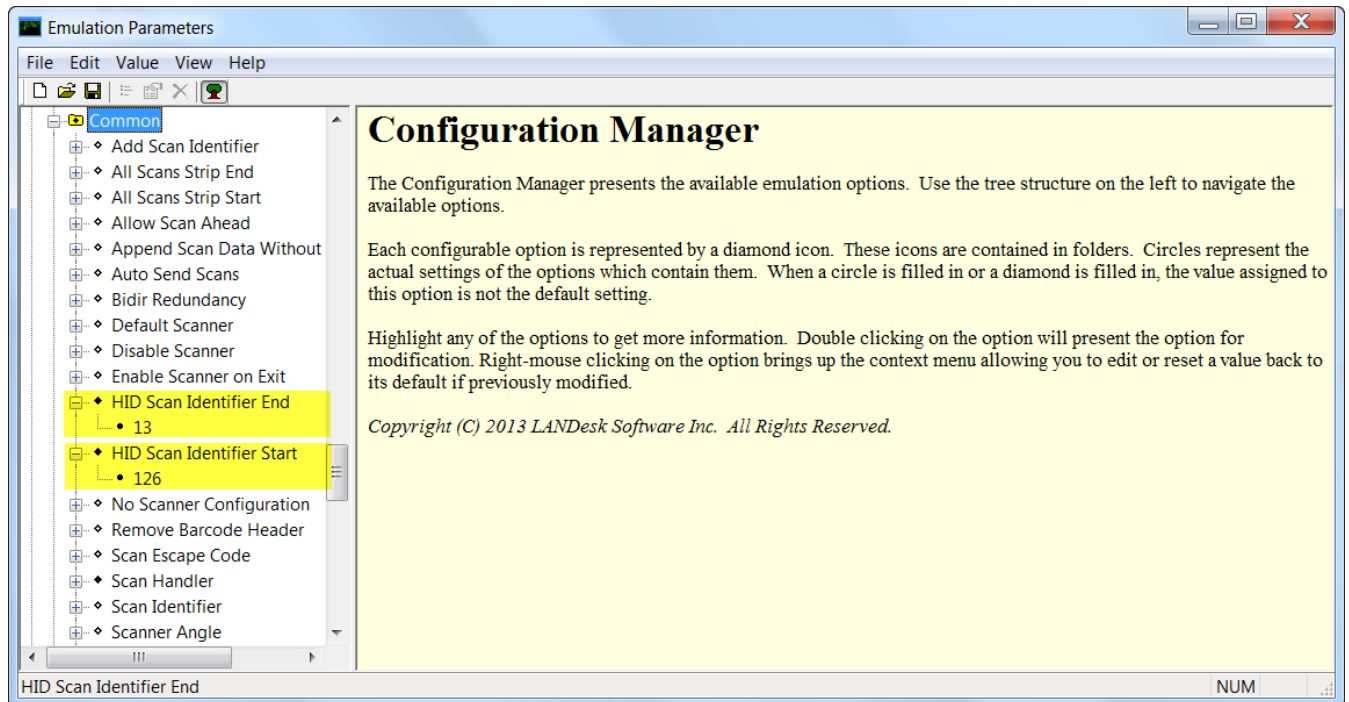 Emulation Parameters
File Edit Value View Help
Common
Add Scan Identifier
All Scans Strip End
All Scans Strip Start
Allow Scan Ahead
Append Scan Data Without
Auto Send Scans
Bidir Redundancy
Default Scanner
Disable Scanner
Enable Scanner on Exit
HID Scan Identifier End
13
HID Scan Identifier Start
126
No Scanner Configuration
Remove Barcode Header
Scan Escape Code
Scan Handler
Scan Identifier
Scanner Angle
Configuration Manager
The Configuration Manager presents the available emulation options. Use the tree structure on the left to navigate the
available options.
Each configurable option is represented by a diamond icon. These icons are contained in folders. Circles represent the
actual settings of the options which contain them. When a circle is filled in or a diamond is filled in, the value assigned to
this option is not the default setting.
Highlight any of the options to get more information. Double clicking on the option will present the option for
modification. Right-mouse clicking on the option brings up the context menu allowing you to edit or reset a value back to
its default if previously modified.
Copyright (C) 2013 LANDesk Software Inc. All Rights Reserved.
HID Scan Identifier End
NUM